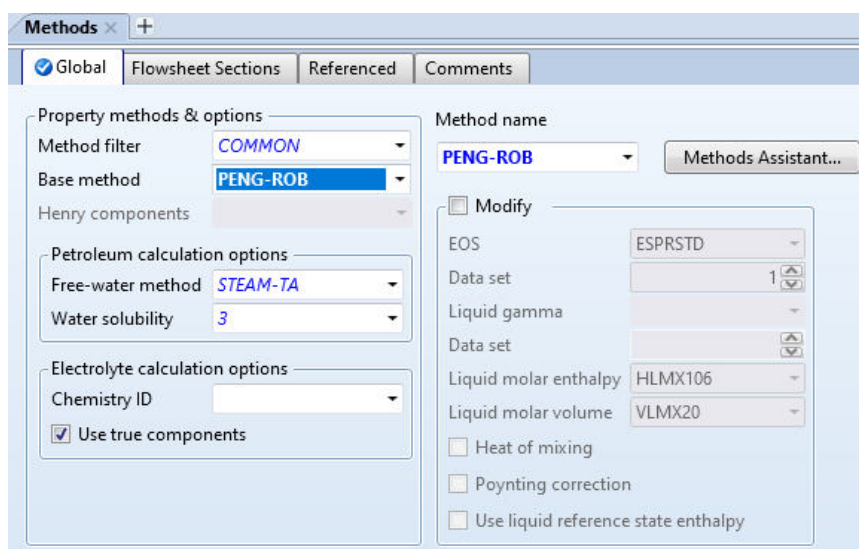 Methods
Global
Flowsheet Sections
Referenced
Comments
Property methods & options
Method filter
COMMON
Base method
PENG-ROB
Henry components
Petroleum calculation options
Free-water method
STEAM-TA
Water solubility
3
Electrolyte calculation options
Chemistry ID
Use true components
Method name
PENG-ROB
Methods Assistant...
Modify
EOS
ESPRSTD
Data set
1
Liquid gamma
Data set
Liquid molar enthalpy
HLMX106
Liquid molar volume
VLMX20
Heat of mixing
Poynting correction
Use liquid reference state enthalpy